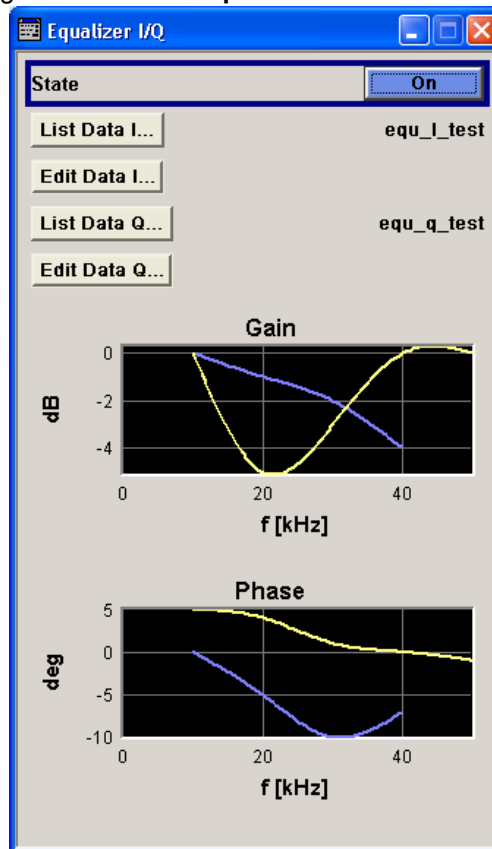 Equalizer I/Q
State On
List Data I... equ_I_test
Edit Data I...
List Data Q... equ_q_test
Edit Data Q...
Gain
0
-2
-4
dB
0 20 40
f [kHz]
Phase
5
0
-5
-10
deg
0 20 40
f [kHz]